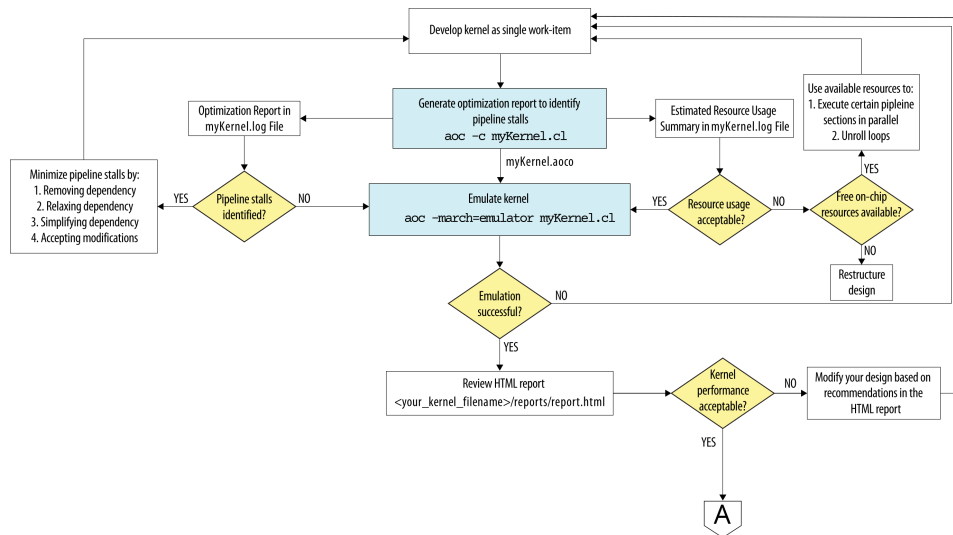 Develop kernel as single work-item
Generate optimization report to identify
pipeline stalls
aoc -c myKernel.cl
Optimization Report in
myKernel.log File
Estimated Resource Usage
Summary in myKernel.log File
Use available resources to:
1. Execute certain pipleine
sections in parallel
2. Unroll loops
myKernel.aoco
Minimize pipeline stalls by:
1. Removing dependency
2. Relaxing dependency
3. Simplifying dependency
4. Accepting modifications
YES
Pipeline stalls
identified?
NO
Emulate kernel
aoc -march=emulator myKernel.cl
YES
Resource usage
acceptable?
NO
YES
Free on-chip
resources available?
NO
Restructure
design
Emulation
successful?
NO
YES
Review HTML report
<your_kernel_filename>/reports/report.html
Kernel
performance
acceptable?
NO
Modify your design based on
recommendations in the
HTML report
YES
A